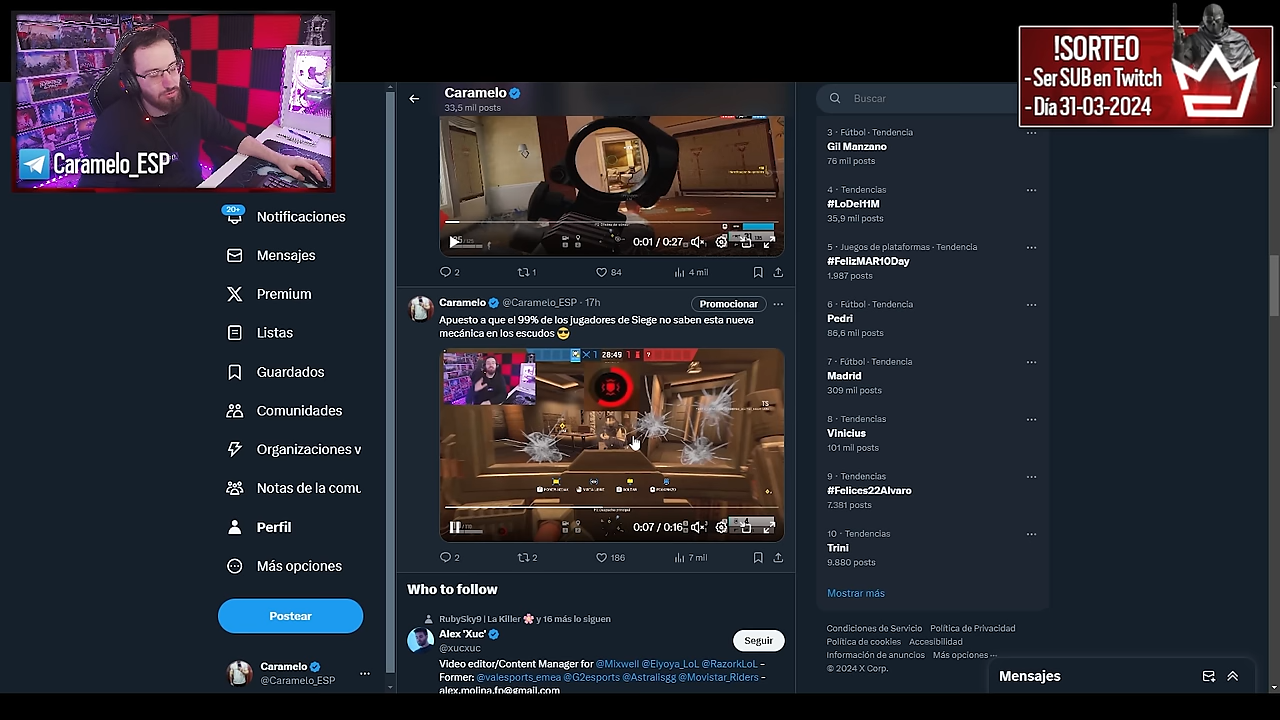 Caramelo_ESP
!SORTEO
- Ser SUB en Twitch
- Día 31-03-2024
20+
Notificaciones
Mensajes
Premium
Listas
Guardados
Comunidades
Organizaciones v
Notas de la comu
Perfil
Más opciones
Postear
Caramelo
@Caramelo_ESP
Caramelo
33,5 mil posts
0:01 / 0:27
2
1
84
4 mil
Caramelo @Caramelo_ESP · 17h
Promocionar
Apuesto a que el 99% de los jugadores de Siege no saben esta nueva
mecánica en los escudos 😎
1 28:49 1 ?
0:07 / 0:16
2
2
186
7 mil
Who to follow
RubySky9 | La Killer 🌸 y 16 más lo siguen
Alex 'Xuc'
@xucxuc
Seguir
Video editor/Content Manager for @Mixwell @Elyoya_LoL @RazorkLoL –
Former: @valesports_emea @G2esports @Astralisgg @Movistar_Riders –
alex.molina.fn@gmail.com
Buscar
3 · Fútbol · Tendencia
Gil Manzano
76 mil posts
4 · Tendencias
#LoDel11M
35,9 mil posts
5 · Juegos de plataformas · Tendencia
#FelizMAR10Day
1.987 posts
6 · Fútbol · Tendencia
Pedri
86,6 mil posts
7 · Fútbol · Tendencia
Madrid
309 mil posts
8 · Tendencias
Vinicius
101 mil posts
9 · Tendencias
#Felices22Alvaro
7.381 posts
10 · Tendencias
Trini
9.880 posts
Mostrar más
Condiciones de Servicio Política de Privacidad
Política de cookies Accesibilidad
Información de anuncios Más opciones ···
© 2024 X Corp.
Mensajes